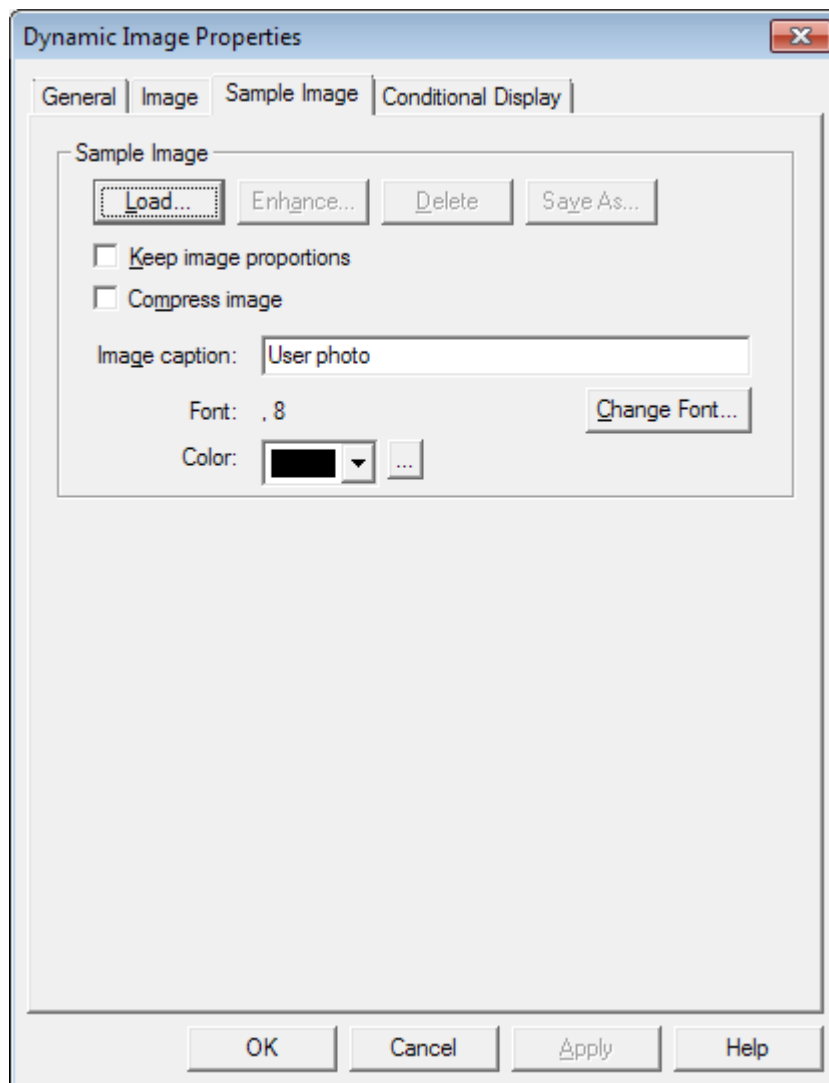 Dynamic Image Properties
General Image Sample Image Conditional Display
Sample Image
Load... Enhance... Delete Save As...
Keep image proportions
Compress image
Image caption: User photo
Font: , 8 Change Font...
Color: ...
OK Cancel Apply Help